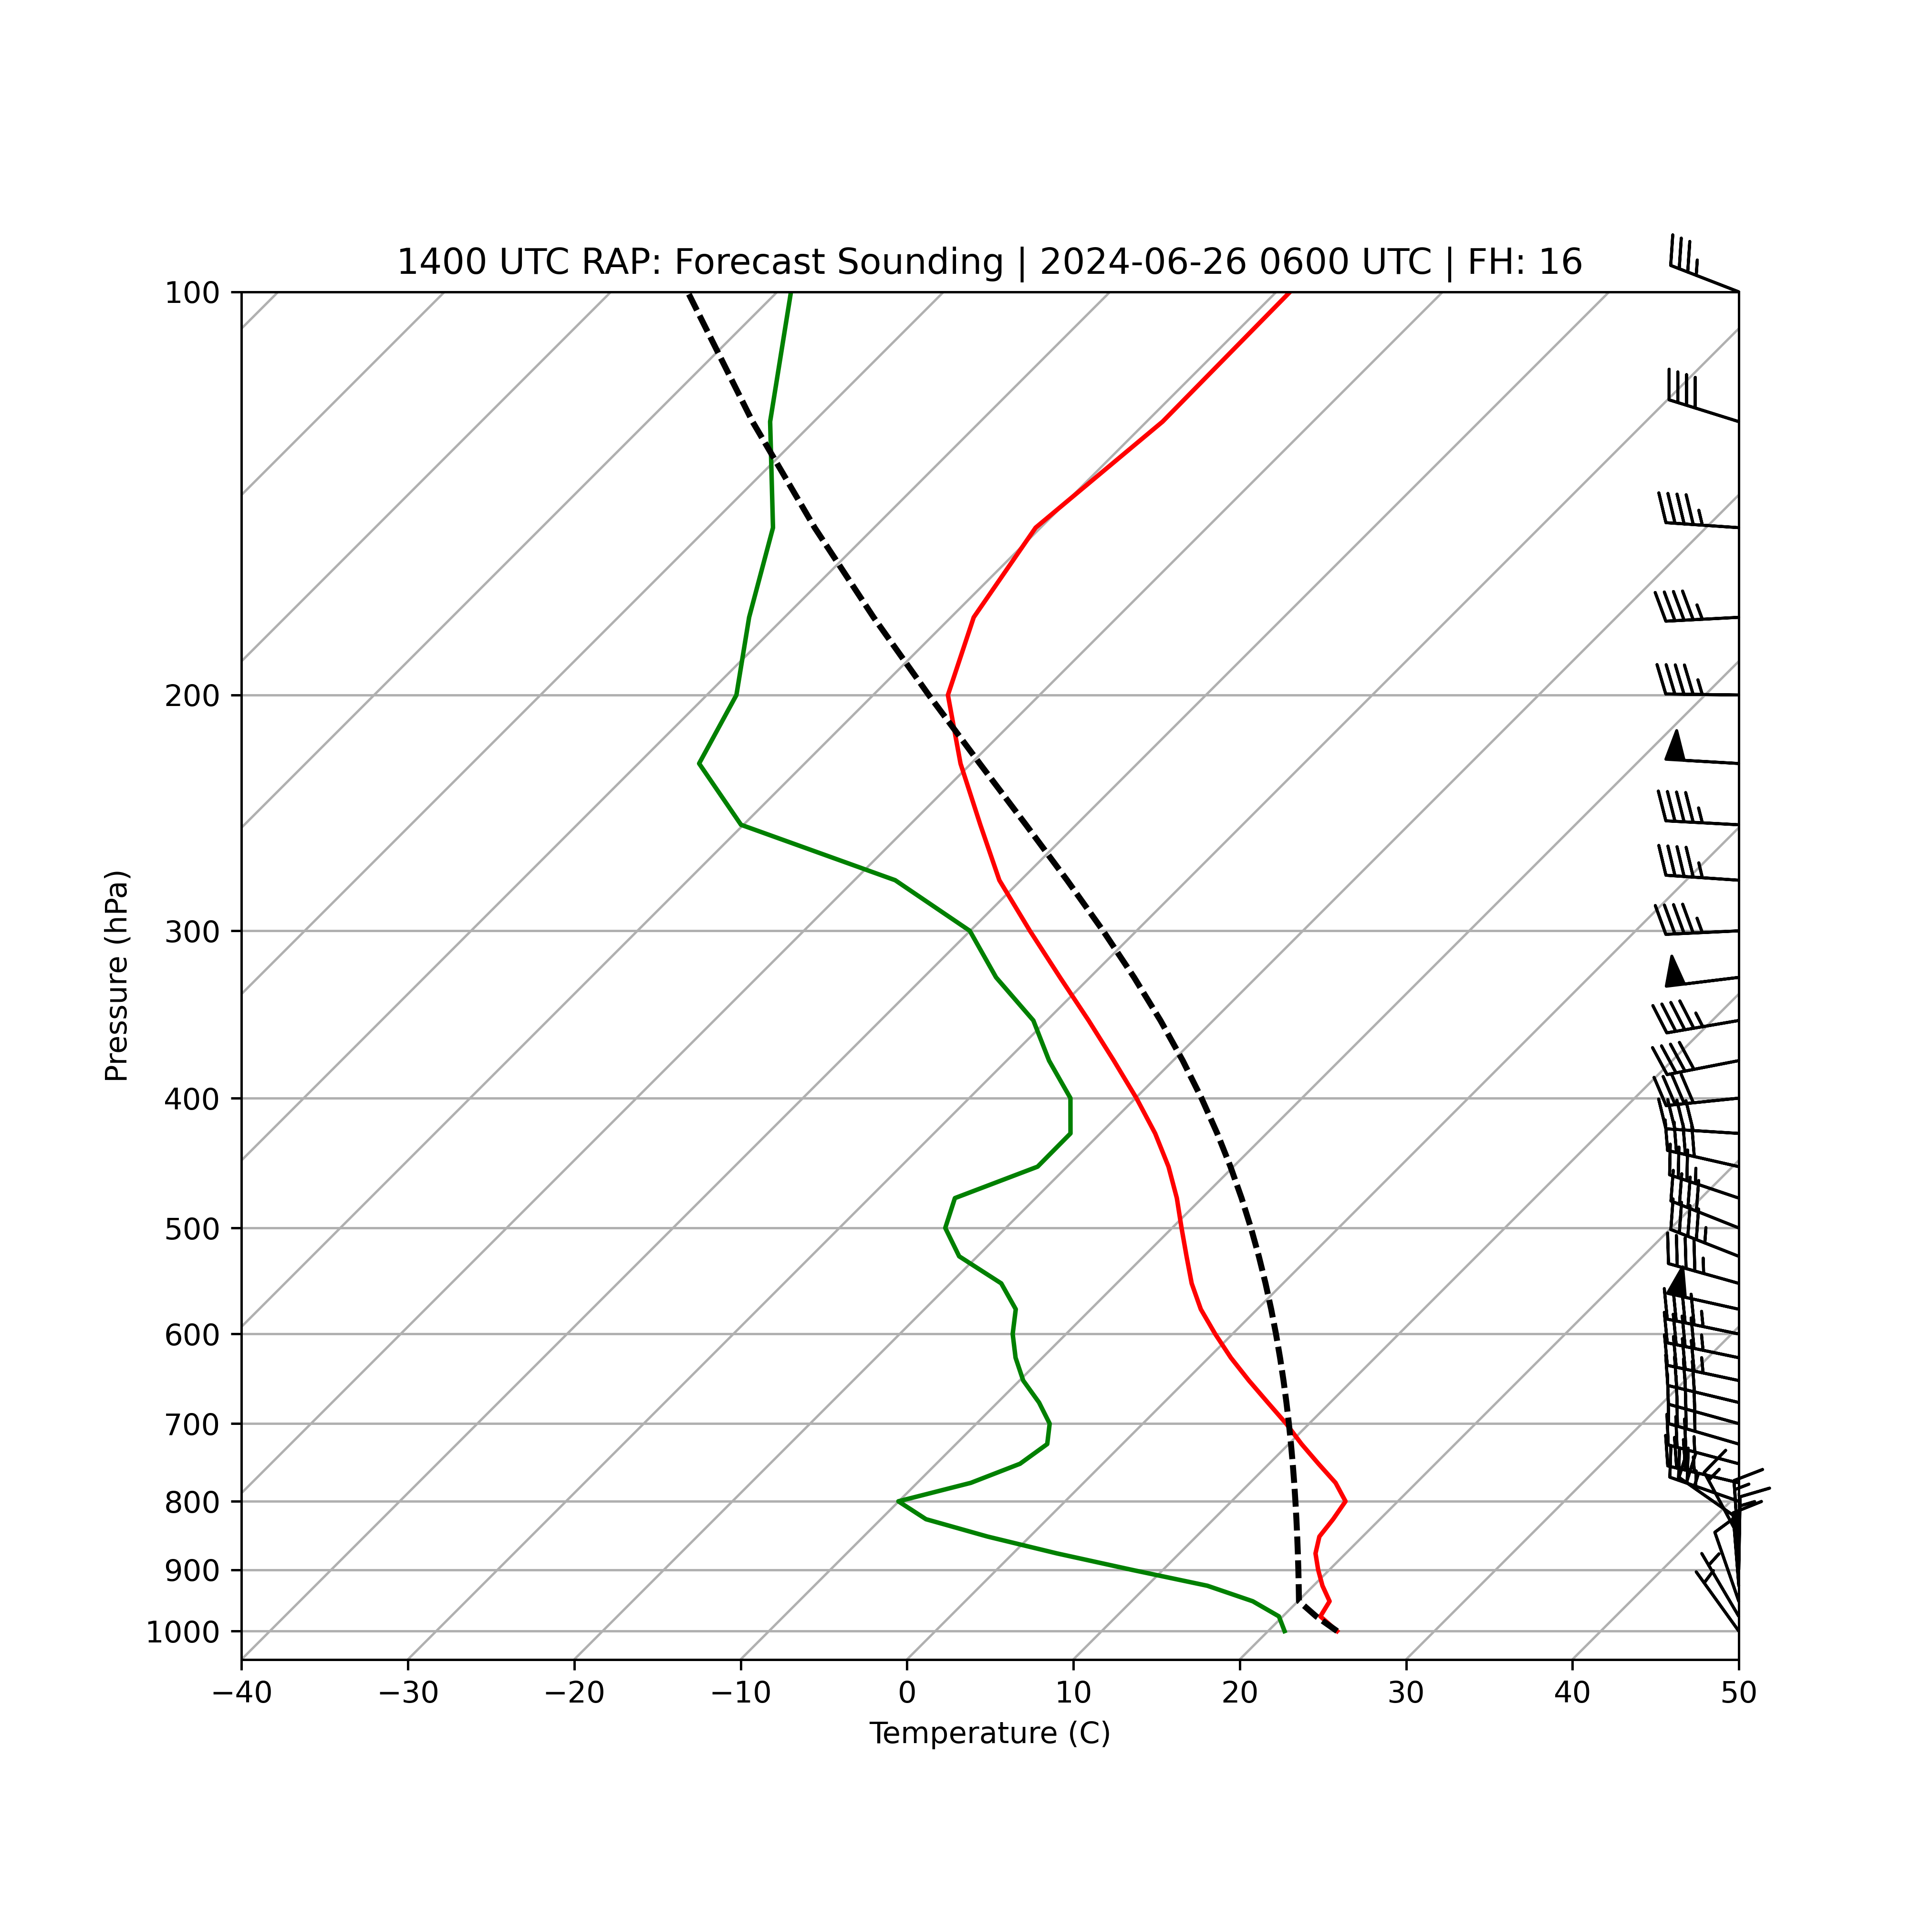 1400 UTC RAP: Forecast Sounding | 2024-06-26 0600 UTC | FH: 16
100
200
300
400
500
600
700
800
900
1000
Pressure (hPa)
−40 −30 −20 −10 0 10 20 30 40 50
Temperature (C)